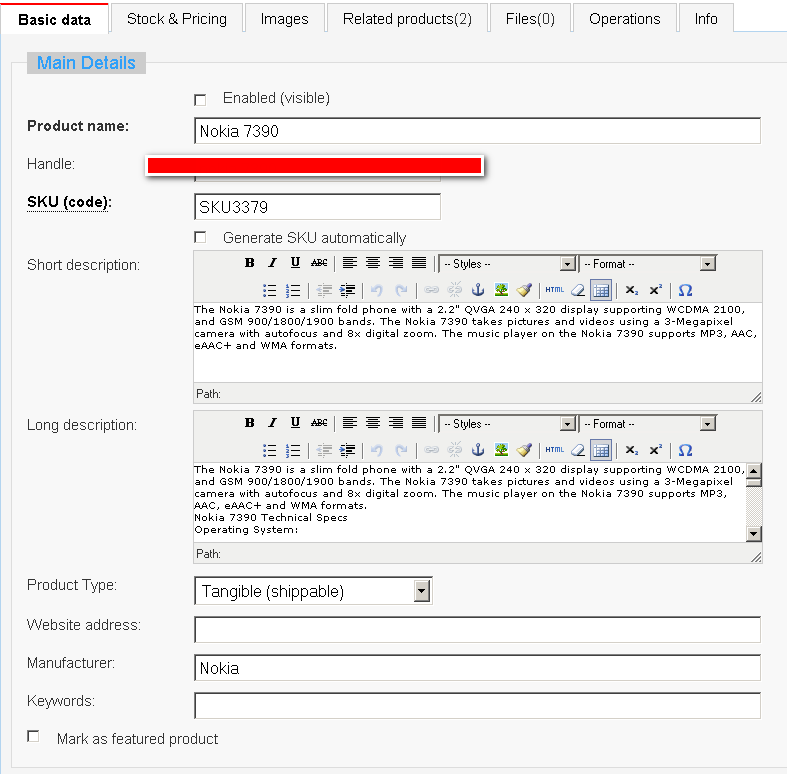 Basic data Stock & Pricing Images Related products(2) Files(0) Operations Info
Main Details
Enabled (visible)
Product name: Nokia 7390
Handle:
SKU (code): SKU3379
Generate SKU automatically
Short description: B I U ABC -- Styles -- -- Format --
HTML x₂ x² Ω
The Nokia 7390 is a slim fold phone with a 2.2" QVGA 240 x 320 display supporting WCDMA 2100,
and GSM 900/1800/1900 bands. The Nokia 7390 takes pictures and videos using a 3-Megapixel
camera with autofocus and 8x digital zoom. The music player on the Nokia 7390 supports MP3, AAC,
eAAC+ and WMA formats.
Path:
Long description: B I U ABC -- Styles -- -- Format --
HTML x₂ x² Ω
The Nokia 7390 is a slim fold phone with a 2.2" QVGA 240 x 320 display supporting WCDMA 2100,
and GSM 900/1800/1900 bands. The Nokia 7390 takes pictures and videos using a 3-Megapixel
camera with autofocus and 8x digital zoom. The music player on the Nokia 7390 supports MP3,
AAC, eAAC+ and WMA formats.
Nokia 7390 Technical Specs
Operating System:
Path:
Product Type: Tangible (shippable)
Website address:
Manufacturer: Nokia
Keywords:
Mark as featured product